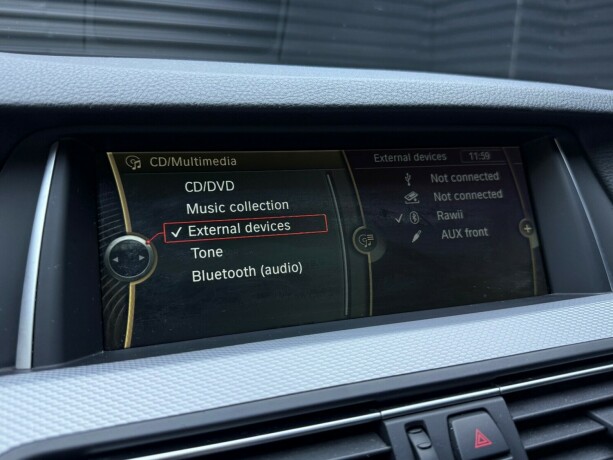 CD/Multimedia
CD/DVD
Music collection
External devices
Tone
Bluetooth (audio)
External devices 11:59
Not connected
Not connected
Rawii
AUX front